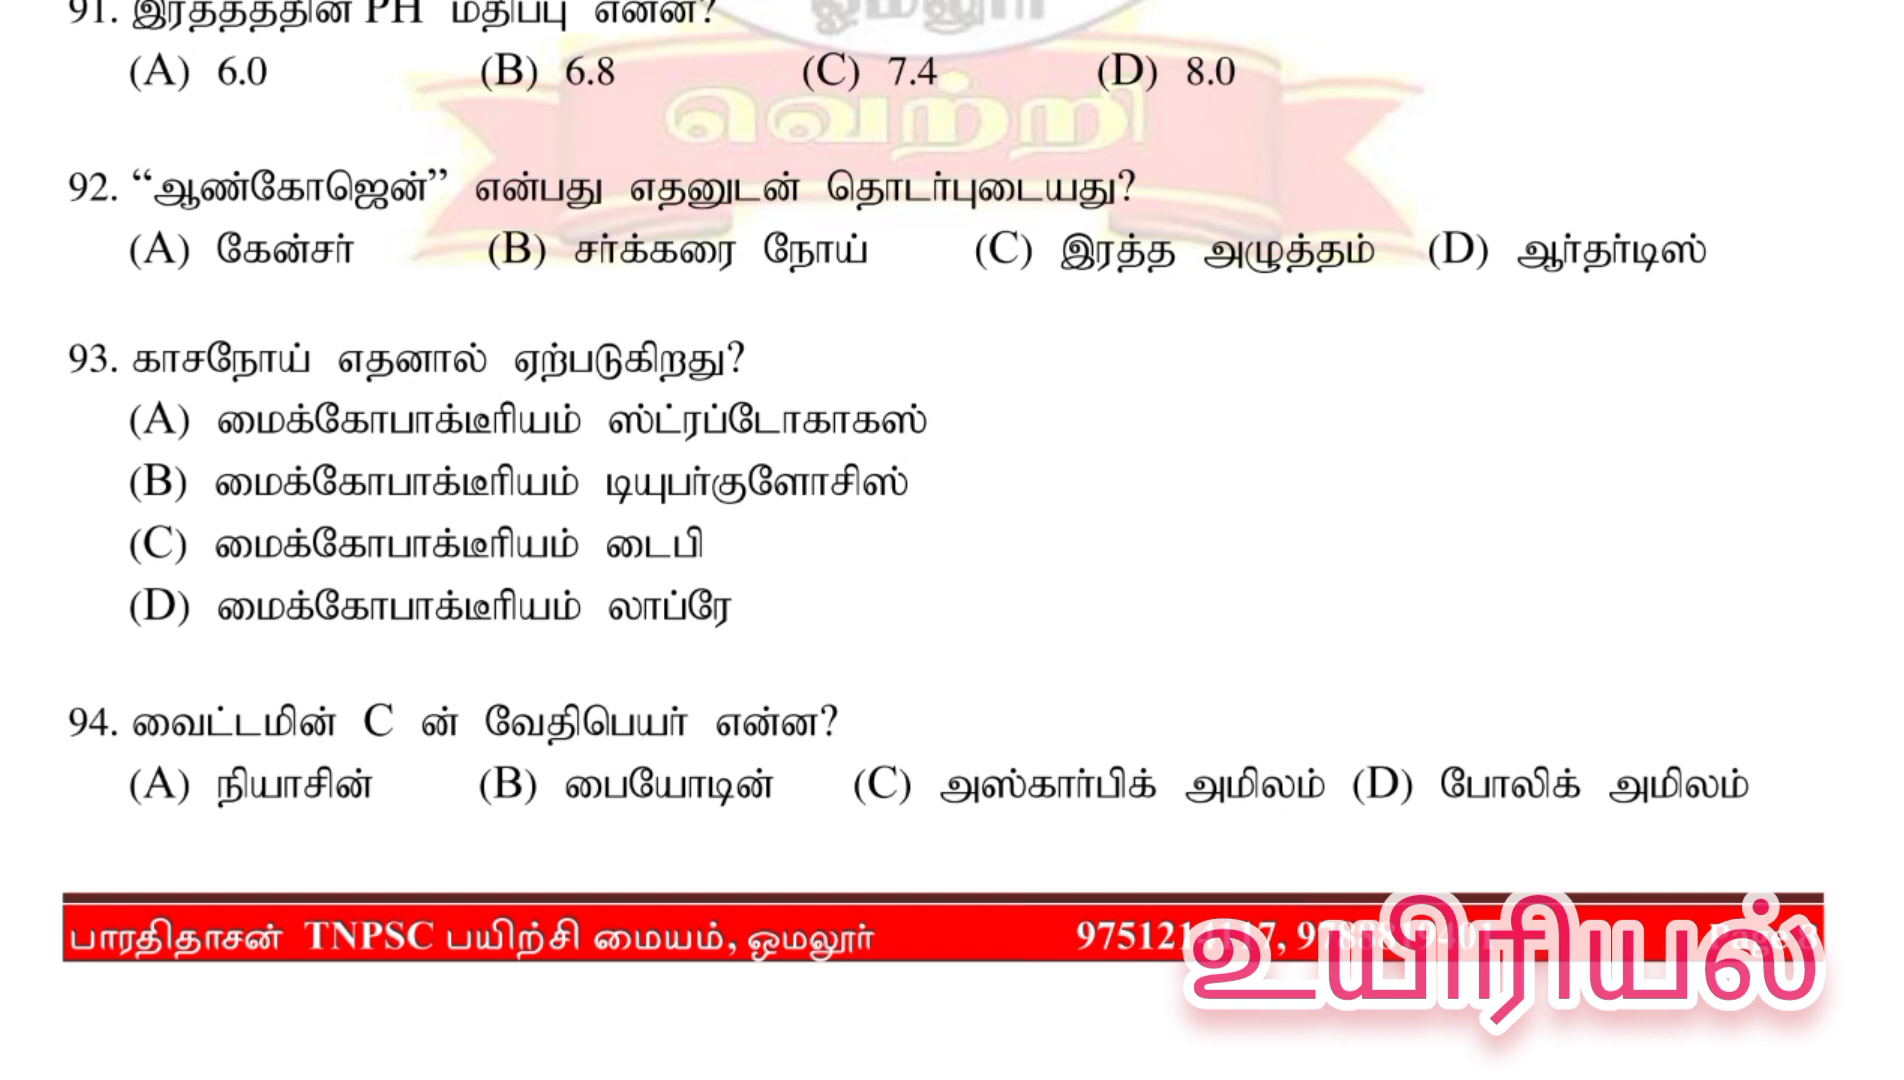 91. இரத்தத்தின் PH மதிப்பு என்ன?
(A) 6.0 (B) 6.8 (C) 7.4 (D) 8.0
ஓமலூர்
வெற்றி
92. “ஆண்கோஜென்” என்பது எதனுடன் தொடர்புடையது?
(A) கேன்சர் (B) சர்க்கரை நோய் (C) இரத்த அழுத்தம் (D) ஆர்தர்டிஸ்
93. காசநோய் எதனால் ஏற்படுகிறது?
(A) மைக்கோபாக்டீரியம் ஸ்ட்ரப்டோகாகஸ்
(B) மைக்கோபாக்டீரியம் டியுபர்குளோசிஸ்
(C) மைக்கோபாக்டீரியம் டைபி
(D) மைக்கோபாக்டீரியம் லாப்ரே
94. வைட்டமின் C ன் வேதிபெயர் என்ன?
(A) நியாசின் (B) பையோடின் (C) அஸ்கார்பிக் அமிலம் (D) போலிக் அமிலம்
பாரதிதாசன் TNPSC பயிற்சி மையம், ஓமலூர் Page 8
உயிரியல்